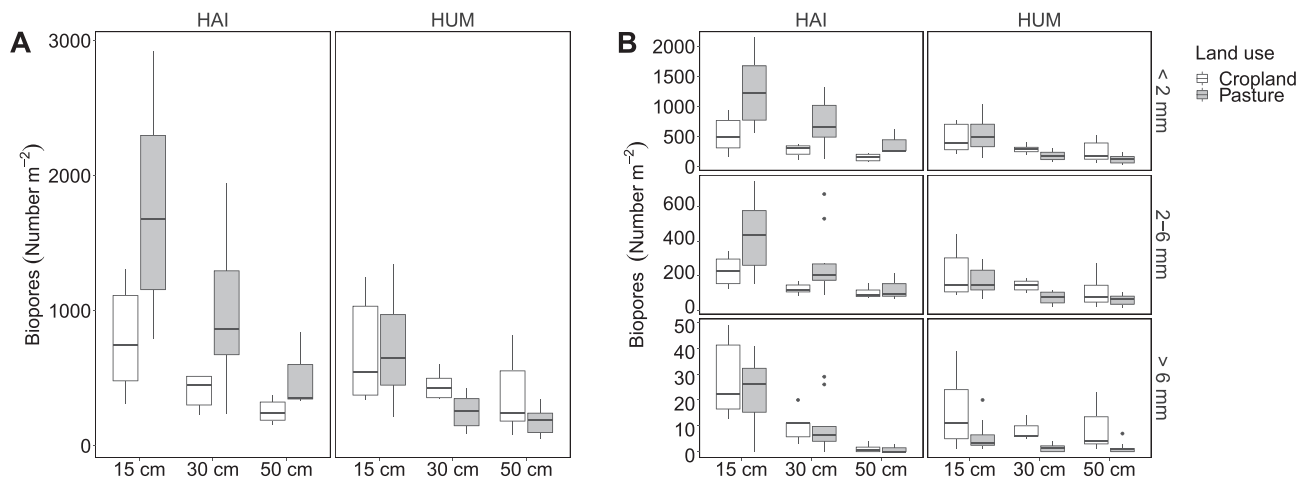 A
HAI
HUM
Biopores (Number m⁻²)
3000
2000
1000
0
15 cm
30 cm
50 cm
15 cm
30 cm
50 cm
B
HAI
HUM
Biopores (Number m⁻²)
2000
1500
1000
500
0
< 2 mm
600
400
200
0
2–6 mm
50
40
30
20
10
0
> 6 mm
15 cm
30 cm
50 cm
15 cm
30 cm
50 cm
Land use
Cropland
Pasture